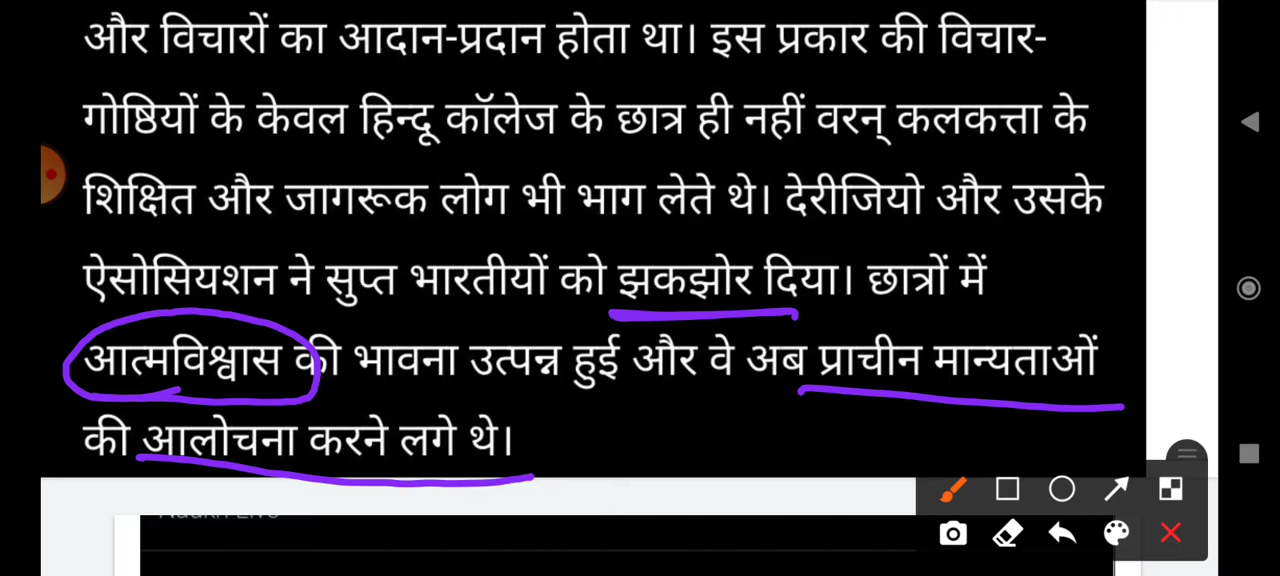 और विचारों का आदान-प्रदान होता था। इस प्रकार की विचार-
गोष्ठियों के केवल हिन्दू कॉलेज के छात्र ही नहीं वरन् कलकत्ता के
शिक्षित और जागरूक लोग भी भाग लेते थे। देरीजियो और उसके
ऐसोसियशन ने सुप्त भारतीयों को झकझोर दिया। छात्रों में
आत्मविश्वास की भावना उत्पन्न हुई और वे अब प्राचीन मान्यताओं
की आलोचना करने लगे थे।